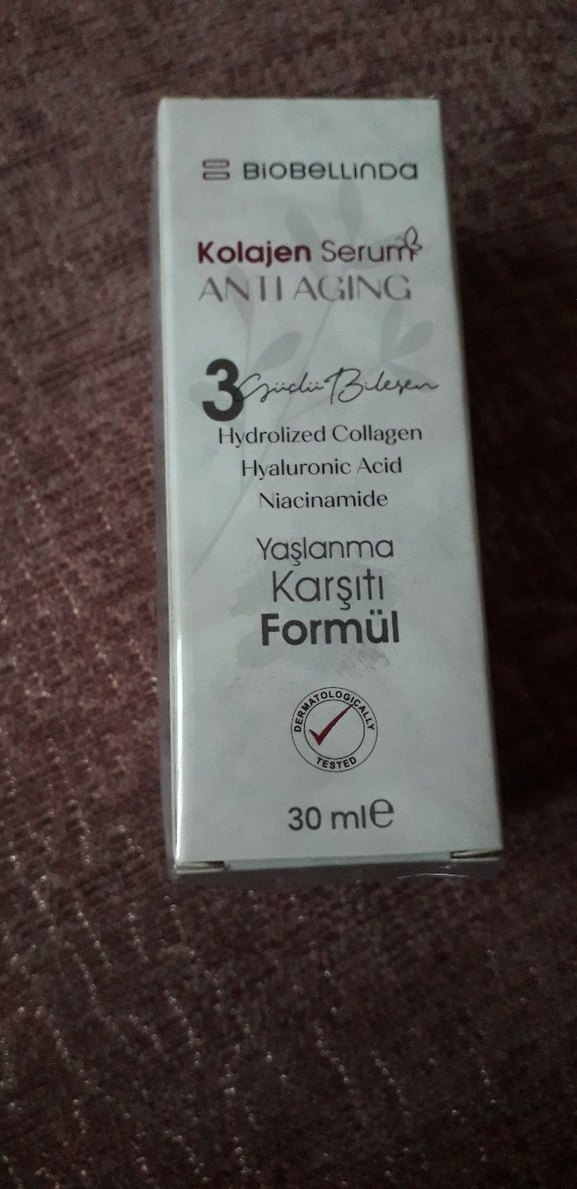 BIOBELLINDA
Kolajen Serum
ANTI AGING
3 Güçlü Bileşen
Hydrolized Collagen
Hyaluronic Acid
Niacinamide
Yaşlanma
Karşıtı
Formül
DERMATOLOGICALLY
TESTED
30 ml e